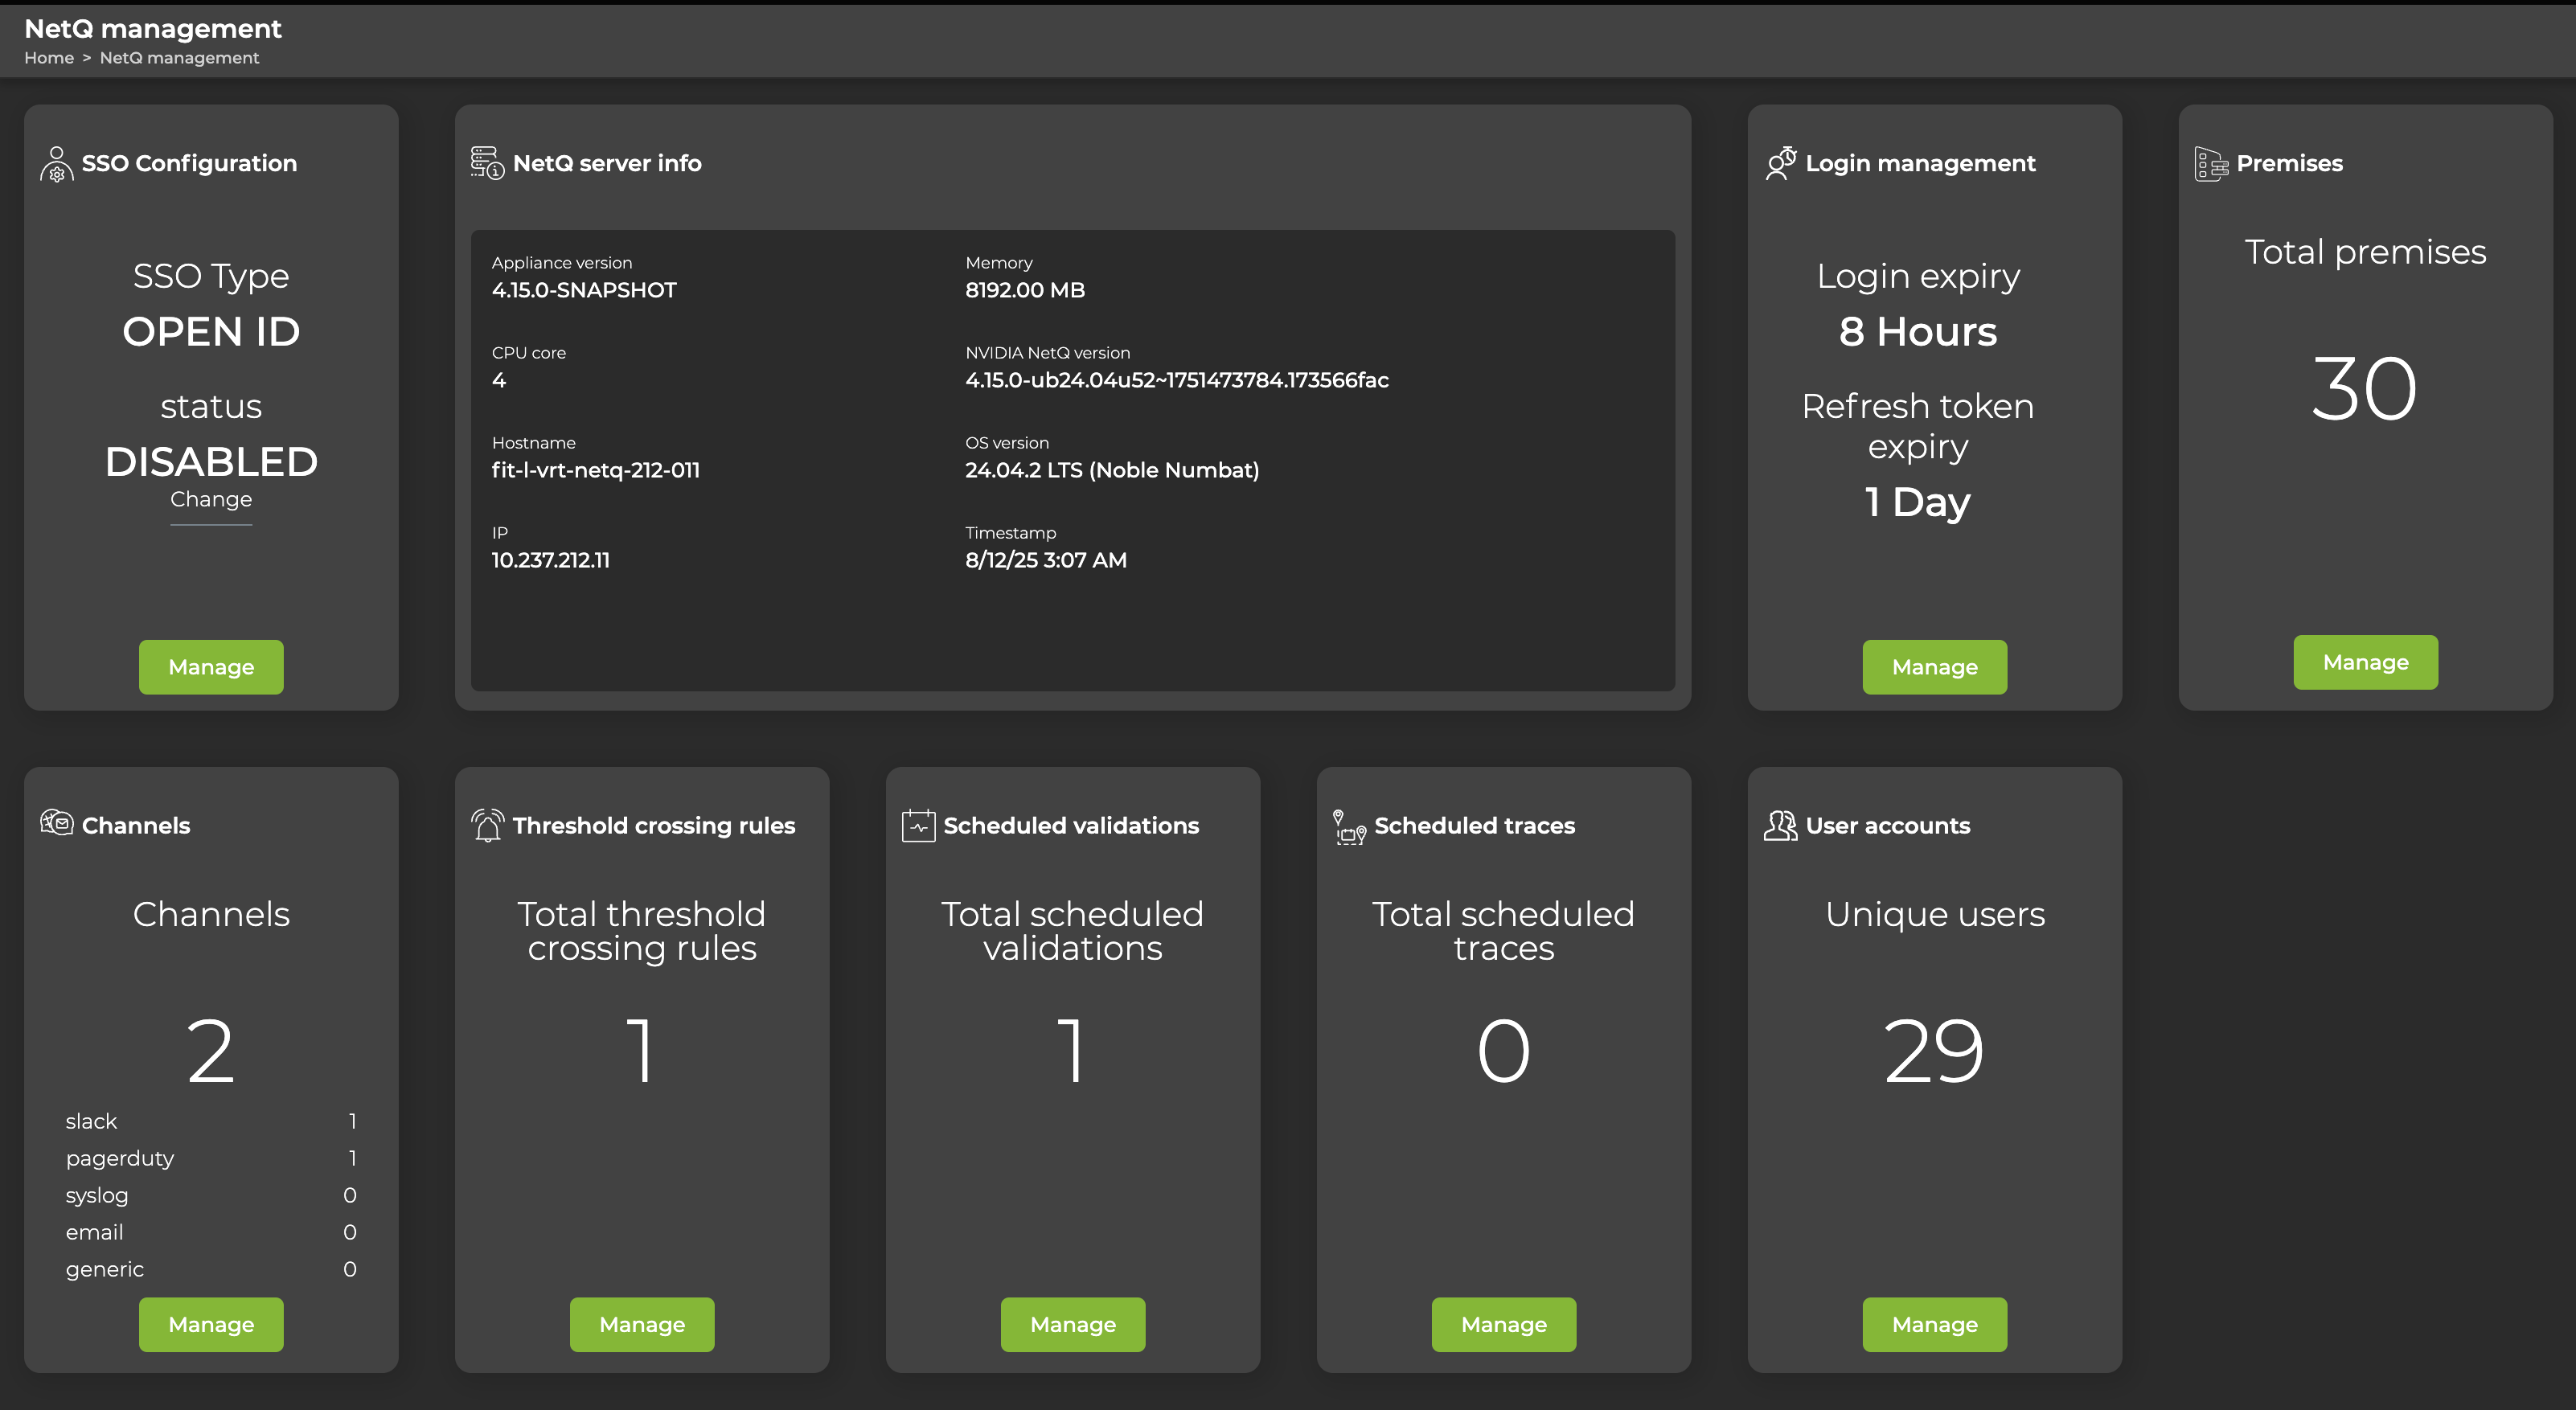 NetQ management
Home > NetQ management
SSO Configuration
SSO Type
OPEN ID
status
DISABLED
Change
Manage
NetQ server info
Appliance version
4.15.0-SNAPSHOT
Memory
8192.00 MB
CPU core
4
NVIDIA NetQ version
4.15.0-ub24.04u52~1751473784.173566fac
Hostname
fit-l-vrt-netq-212-011
OS version
24.04.2 LTS (Noble Numbat)
IP
10.237.212.11
Timestamp
8/12/25 3:07 AM
Login management
Login expiry
8 Hours
Refresh token
expiry
1 Day
Manage
Premises
Total premises
30
Manage
Channels
Channels
2
slack 1
pagerduty 1
syslog 0
email 0
generic 0
Manage
Threshold crossing rules
Total threshold
crossing rules
1
Manage
Scheduled validations
Total scheduled
validations
1
Manage
Scheduled traces
Total scheduled
traces
0
Manage
User accounts
Unique users
29
Manage